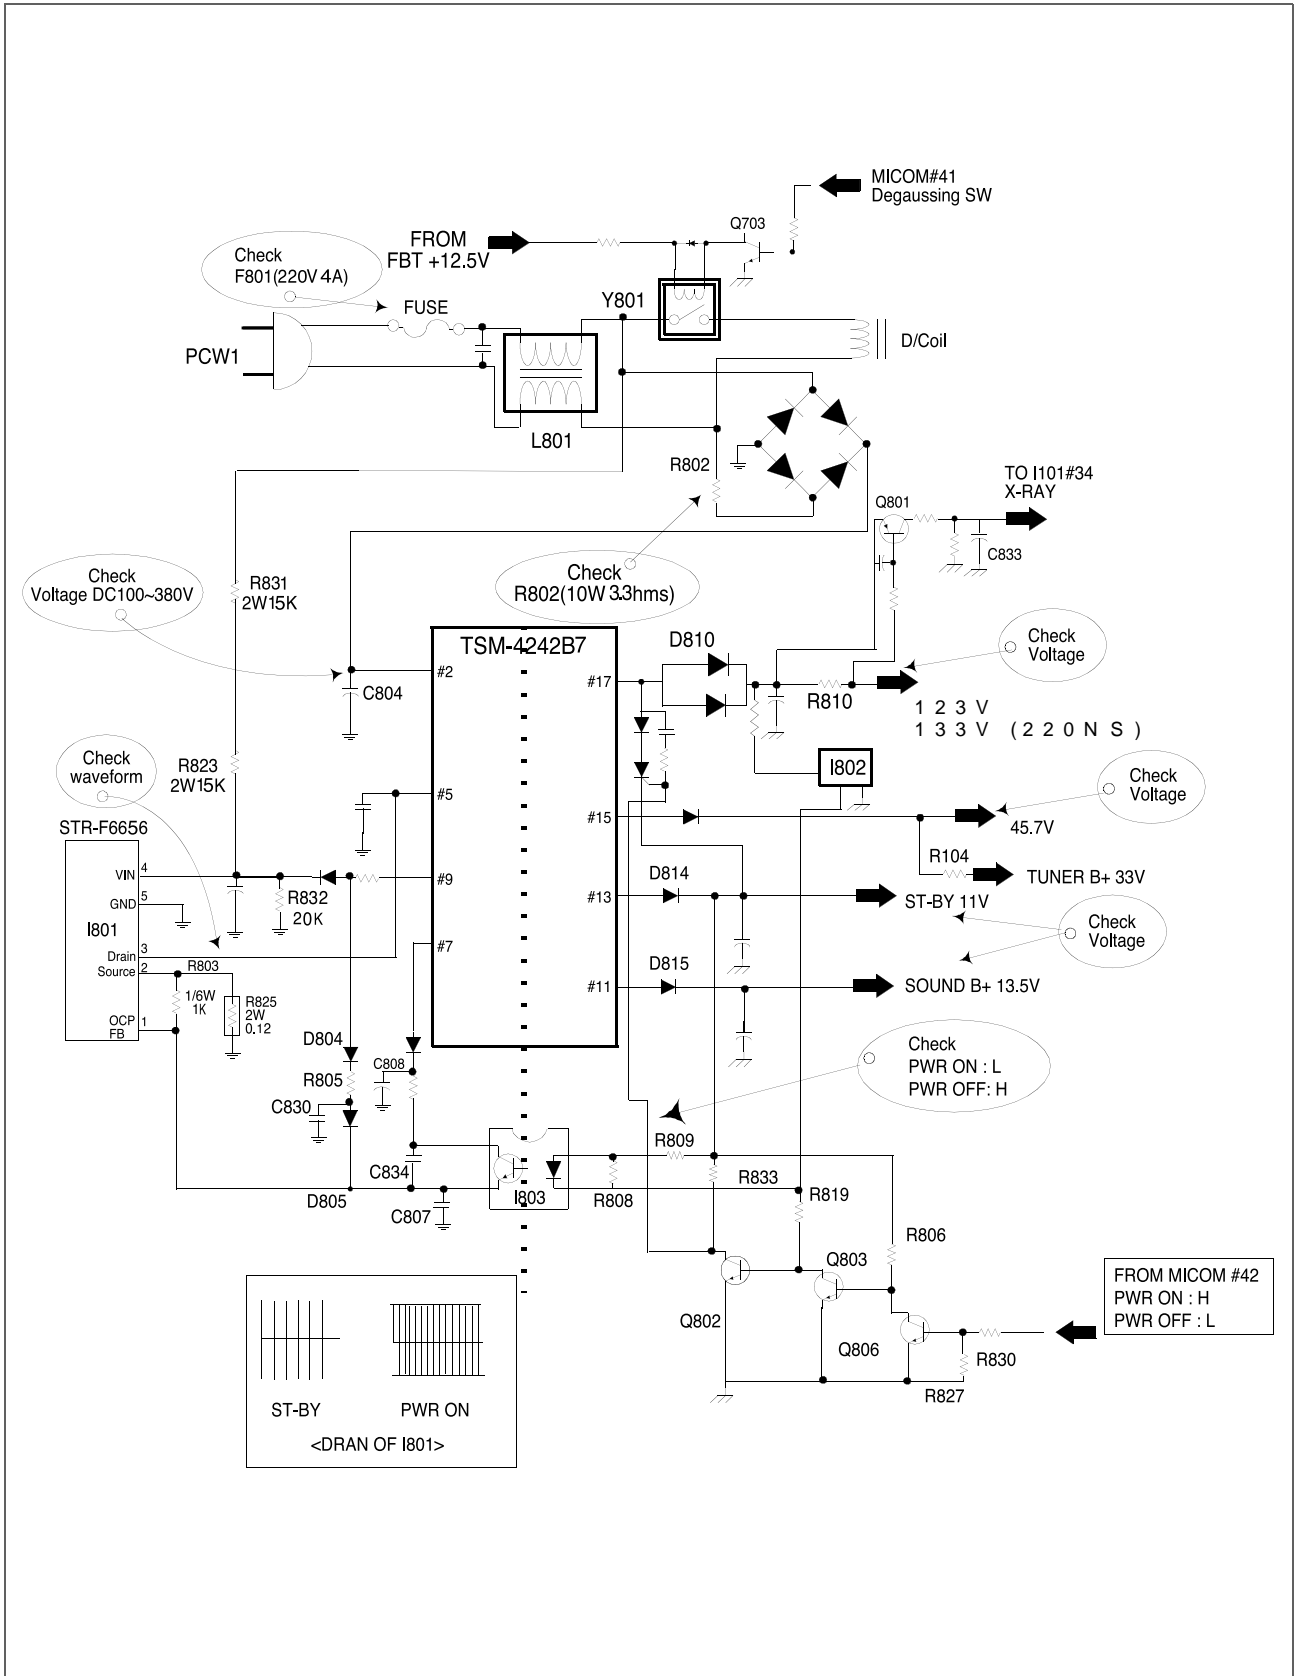 MICOM#41
Degaussing SW
Q703
FROM
FBT +12.5V
Check
F801(220V 4A)
FUSE
Y801
PCW1
D/Coil
L801
R802
TO I101#34
X-RAY
Q801
C833
Check
Voltage DC100~380V
R831
2W15K
Check
R802(10W 3.3hms)
TSM-4242B7
D810
Check
Voltage
#2
#17
C804
R810
1 2 3 V
1 3 3 V ( 2 2 0 N S )
Check
waveform
R823
2W15K
I802
Check
Voltage
#5
#15
45.7V
STR-F6656
R104
TUNER B+ 33V
VIN
4
#9
D814
R832
20K
#13
ST-BY 11V
GND
5
I801
Check
Voltage
#7
Drain
3
R803
Source
2
D815
#11
SOUND B+ 13.5V
1/6W
1K
R825
2W
0.12
OCP
FB
1
D804
C808
Check
PWR ON : L
PWR OFF: H
R805
C830
R809
C834
I803
R808
R833
R819
D805
C807
R806
Q803
FROM MICOM #42
PWR ON : H
PWR OFF : L
Q802
Q806
R830
R827
ST-BY
PWR ON
<DRAN OF I801>